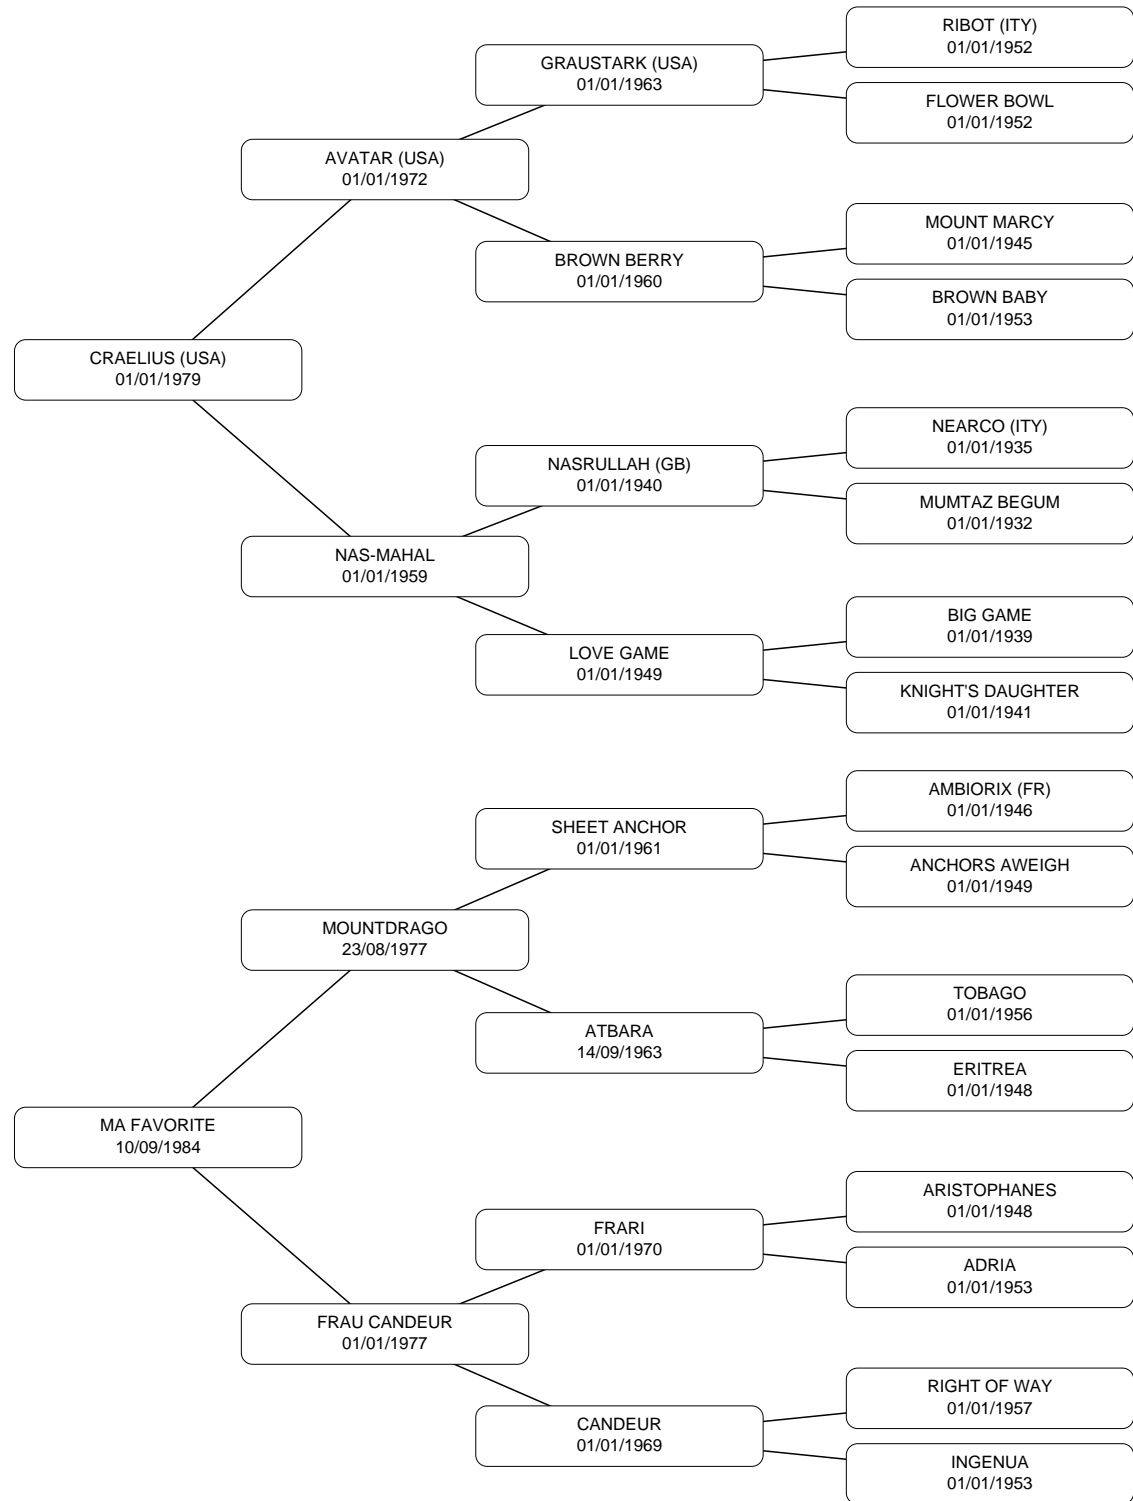 RIBOT (ITY)
01/01/1952
GRAUSTARK (USA)
01/01/1963
FLOWER BOWL
01/01/1952
AVATAR (USA)
01/01/1972
MOUNT MARCY
01/01/1945
BROWN BERRY
01/01/1960
BROWN BABY
01/01/1953
CRAELIUS (USA)
01/01/1979
NEARCO (ITY)
01/01/1935
NASRULLAH (GB)
01/01/1940
MUMTAZ BEGUM
01/01/1932
NAS-MAHAL
01/01/1959
BIG GAME
01/01/1939
LOVE GAME
01/01/1949
KNIGHT'S DAUGHTER
01/01/1941
AMBIORIX (FR)
01/01/1946
SHEET ANCHOR
01/01/1961
ANCHORS AWEIGH
01/01/1949
MOUNTDRAGO
23/08/1977
TOBAGO
01/01/1956
ATBARA
14/09/1963
ERITREA
01/01/1948
MA FAVORITE
10/09/1984
ARISTOPHANES
01/01/1948
FRARI
01/01/1970
ADRIA
01/01/1953
FRAU CANDEUR
01/01/1977
RIGHT OF WAY
01/01/1957
CANDEUR
01/01/1969
INGENUA
01/01/1953